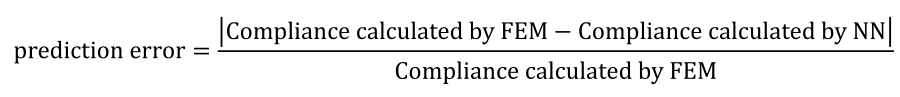 prediction error = |Compliance calculated by FEM − Compliance calculated by NN|
Compliance calculated by FEM